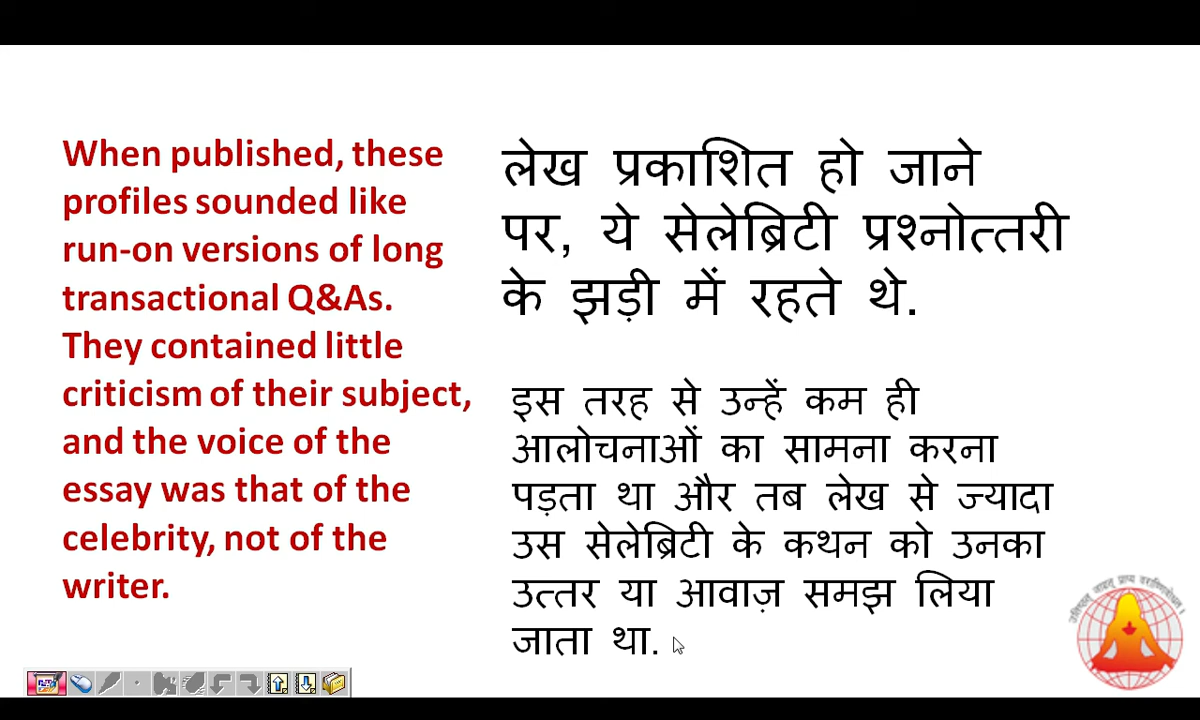 When published, these
profiles sounded like
run-on versions of long
transactional Q&As.
They contained little
criticism of their subject,
and the voice of the
essay was that of the
celebrity, not of the
writer.
लेख प्रकाशित हो जाने
पर, ये सेलेब्रिटी प्रश्नोत्तरी
के झड़ी में रहते थे.
इस तरह से उन्हें कम ही
आलोचनाओं का सामना करना
पड़ता था और तब लेख से ज्यादा
उस सेलेब्रिटी के कथन को उनका
उत्तर या आवाज़ समझ लिया
जाता था.